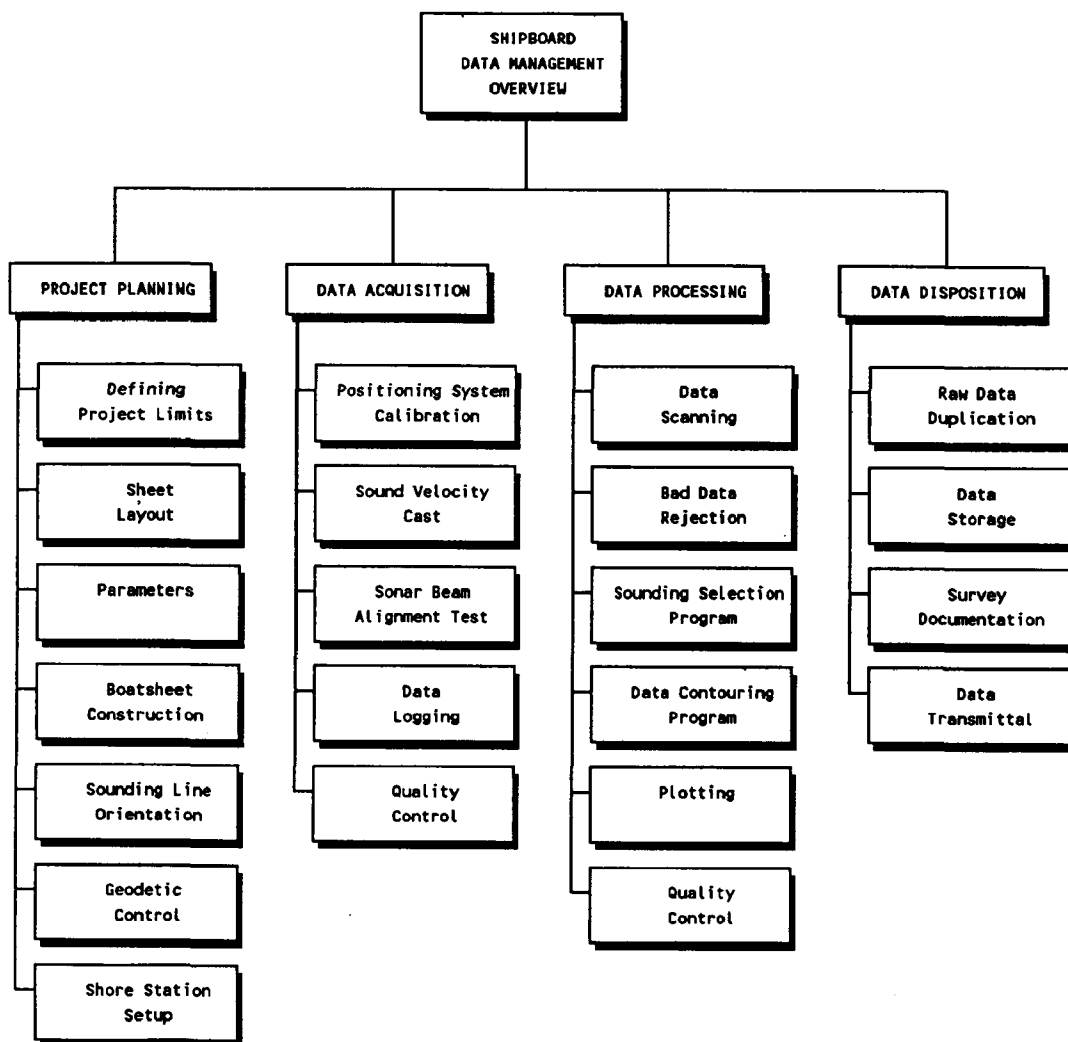 SHIPBOARD
DATA MANAGEMENT
OVERVIEW
PROJECT PLANNING
Defining
Project Limits
Sheet
Layout
Parameters
Boatsheet
Construction
Sounding Line
Orientation
Geodetic
Control
Shore Station
Setup
DATA ACQUISITION
Positioning System
Calibration
Sound Velocity
Cast
Sonar Beam
Alignment Test
Data
Logging
Quality
Control
DATA PROCESSING
Data
Scanning
Bad Data
Rejection
Sounding Selection
Program
Data Contouring
Program
Plotting
Quality
Control
DATA DISPOSITION
Raw Data
Duplication
Data
Storage
Survey
Documentation
Data
Transmittal